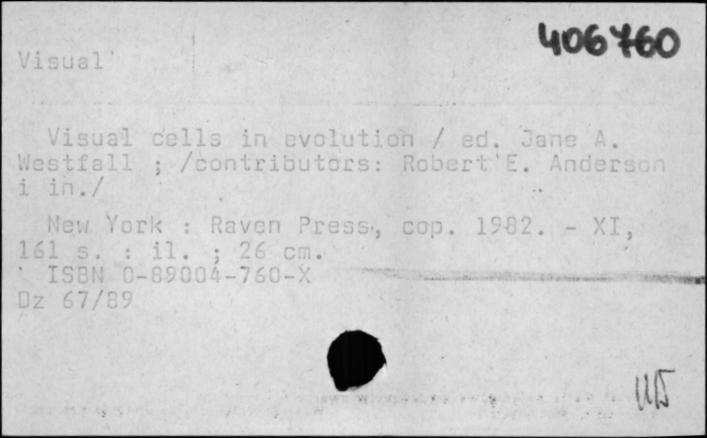 406760
Visual
Visual cells in evolution / ed. Jane A.
Westfall ; /contributors: Robert E. Anderson
i in./
New York : Raven Press, cop. 1982. - XI,
161 s. : il. ; 26 cm.
ISBN 0-89004-760-X
Dz 67/89